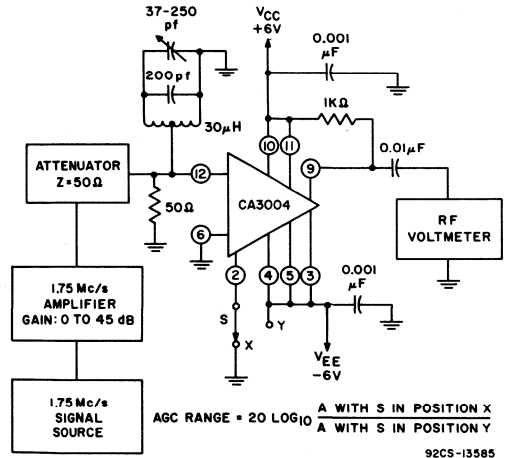 37-250
pf
200pf
30μH
VCC
+6V
0.001
μF
1KΩ
0.01μF
ATTENUATOR
Z=50Ω
50Ω
12
10
11
9
CA3004
6
2
4
5
3
RF
VOLTMETER
1.75 Mc/s
AMPLIFIER
GAIN: 0 TO 45 dB
S
X
Y
0.001
μF
VEE
-6V
1.75 Mc/s
SIGNAL
SOURCE
AGC RANGE = 20 LOG10 A WITH S IN POSITION X
A WITH S IN POSITION Y
92CS-13585